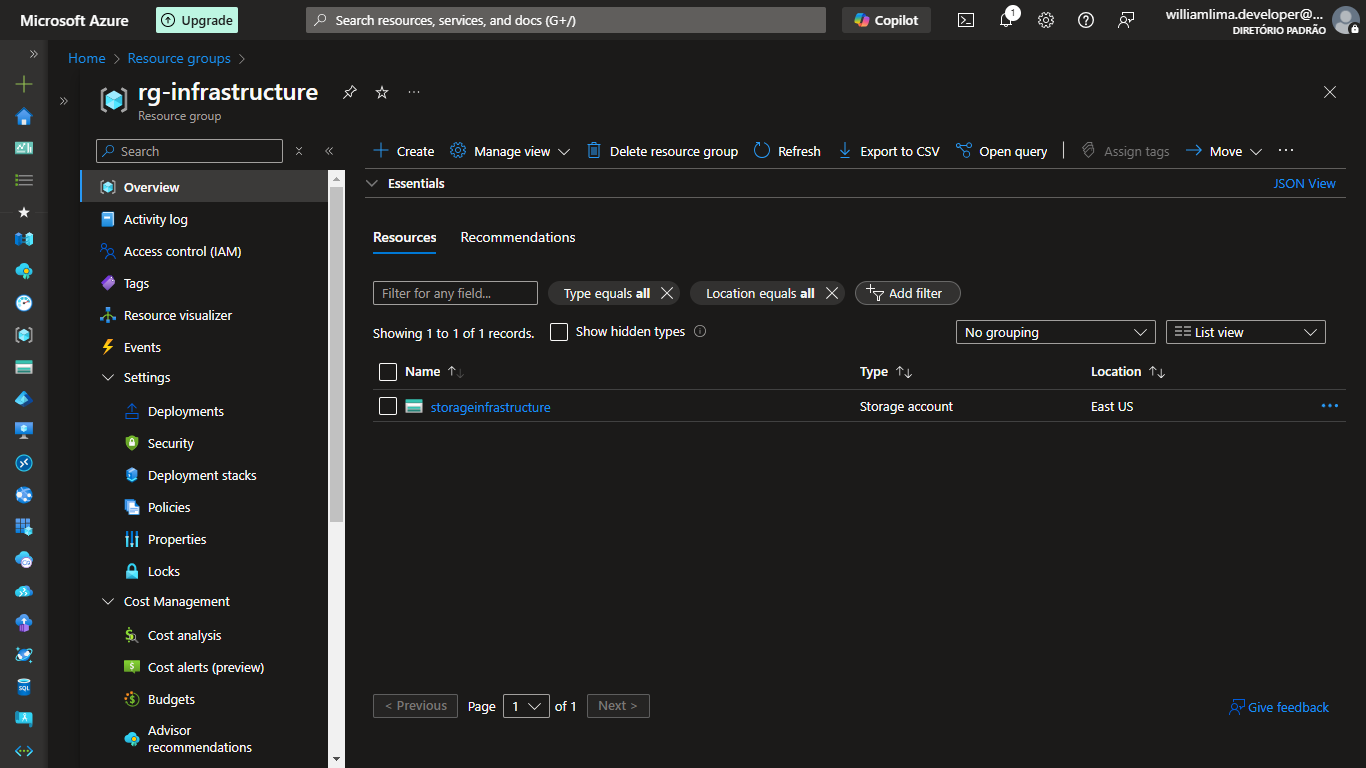 Microsoft Azure
Upgrade
Search resources, services, and docs (G+/)
Copilot
1
williamlima.developer@...
DIRETÓRIO PADRÃO
Home > Resource groups >
rg-infrastructure
Resource group
Search
Create
Manage view
Delete resource group
Refresh
Export to CSV
Open query
Assign tags
Move
Overview
Activity log
Access control (IAM)
Tags
Resource visualizer
Events
Settings
Deployments
Security
Deployment stacks
Policies
Properties
Locks
Cost Management
Cost analysis
Cost alerts (preview)
Budgets
Advisor
recommendations
Essentials
JSON View
Resources
Recommendations
Filter for any field...
Type equals all
Location equals all
Add filter
Showing 1 to 1 of 1 records.
Show hidden types
No grouping
List view
Name
Type
Location
storageinfrastructure
Storage account
East US
< Previous
Page
1
of 1
Next >
Give feedback
SQL